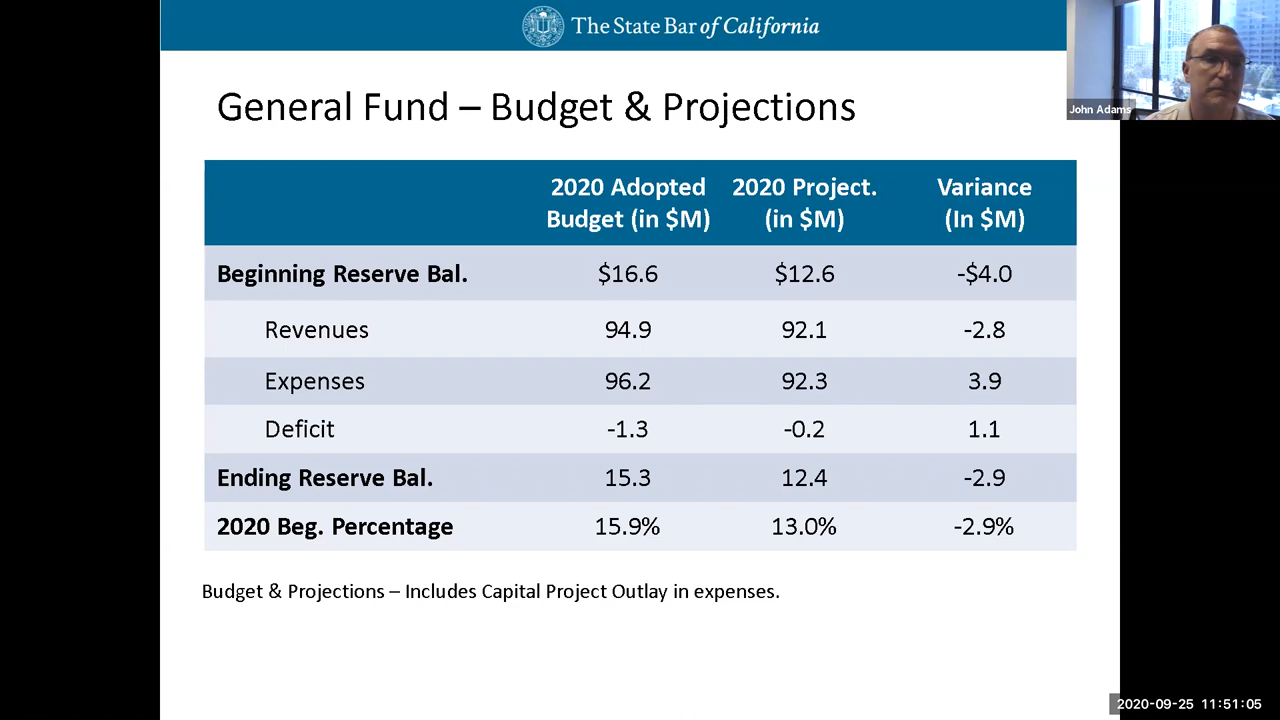 The State Bar of California
John Adams
General Fund – Budget & Projections
2020 Adopted Budget (in $M) 2020 Project. (in $M) Variance (In $M)
Beginning Reserve Bal. $16.6 $12.6 -$4.0
Revenues 94.9 92.1 -2.8
Expenses 96.2 92.3 3.9
Deficit -1.3 -0.2 1.1
Ending Reserve Bal. 15.3 12.4 -2.9
2020 Beg. Percentage 15.9% 13.0% -2.9%
Budget & Projections – Includes Capital Project Outlay in expenses.
2020-09-25 11:51:05